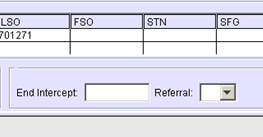 LSO FSO STN SFG
701271
End Intercept: Referral: